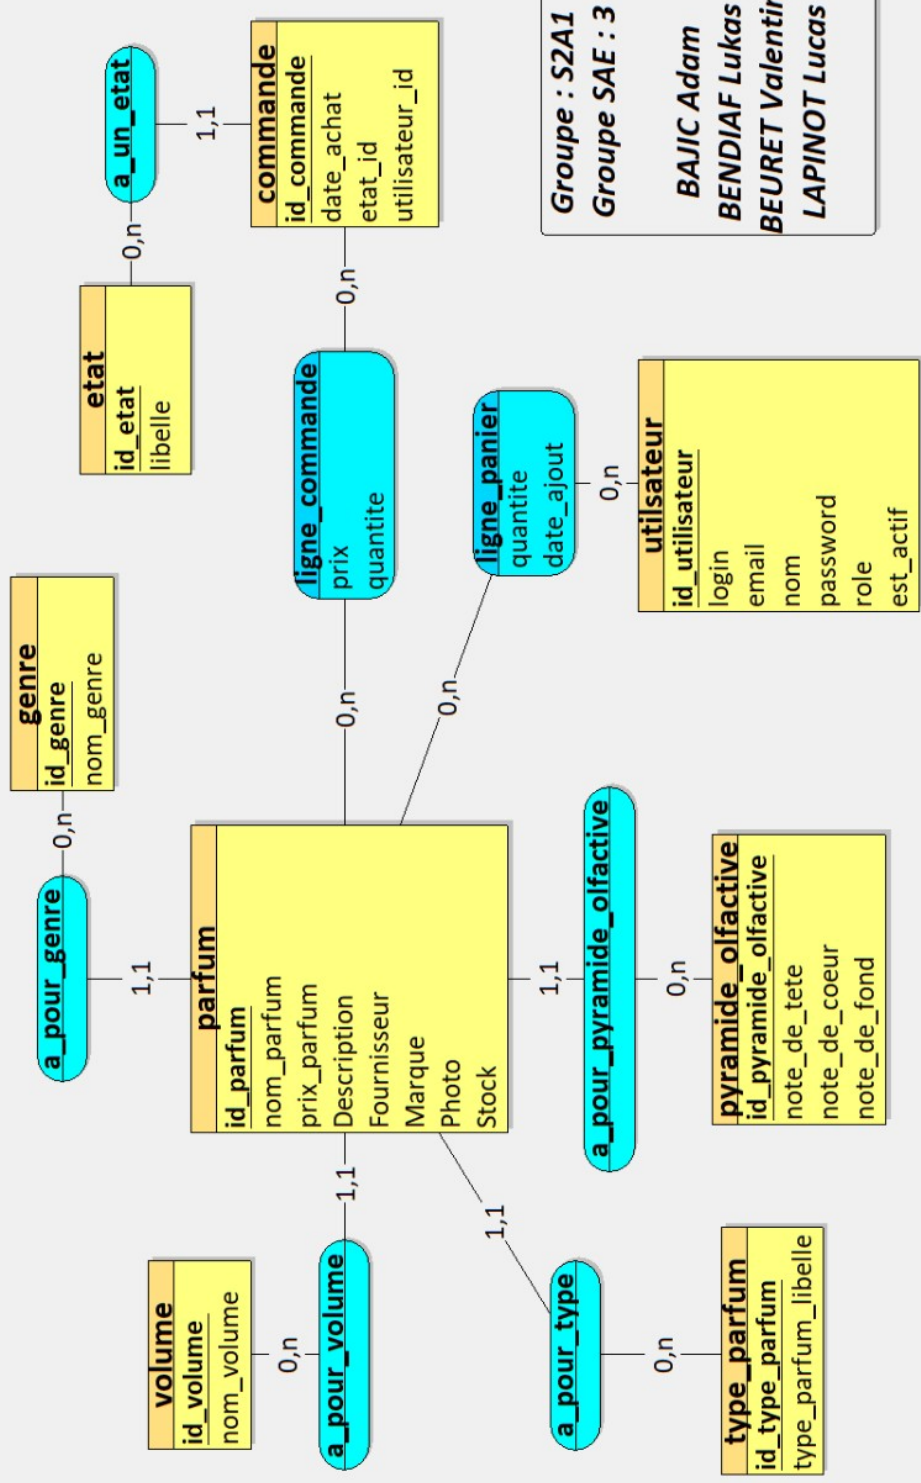 genre
id_genre
nom_genre
a_pour_genre
0,n
1,1
etat
id_etat
libelle
0,n
a_un_etat
1,1
volume
id_volume
nom_volume
0,n
a_pour_volume
1,1
parfum
id_parfum
nom_parfum
prix_parfum
Description
Fournisseur
Marque
Photo
Stock
0,n
ligne_commande
prix
quantite
0,n
commande
id_commande
date_achat
etat_id
utilisateur_id
0,n
ligne_panier
quantite
date_ajout
0,n
1,1
a_pour_type
0,n
type_parfum
id_type_parfum
type_parfum_libelle
1,1
a_pour_pyramide_olfactive
0,n
pyramide_olfactive
id_pyramide_olfactive
note_de_tete
note_de_coeur
note_de_fond
utilsateur
id_utilisateur
login
email
nom
password
role
est_actif
Groupe : S2A1
Groupe SAE : 3
BAJIC Adam
BENDIAF Lukas
BEURET Valentin
LAPINOT Lucas